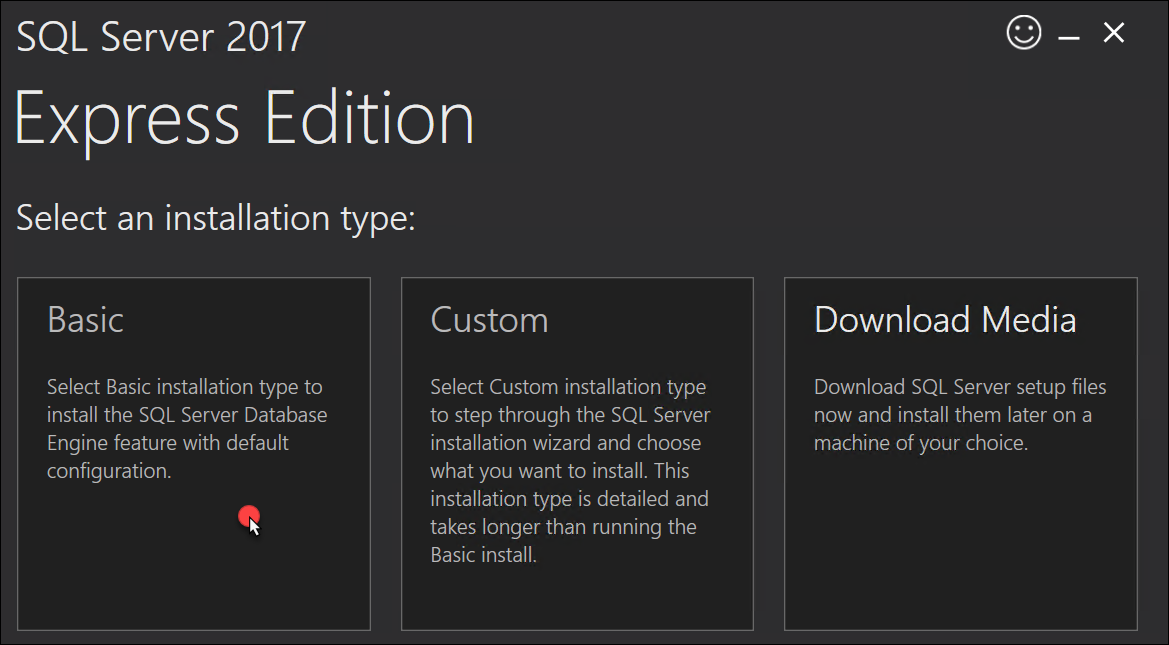 SQL Server 2017
Express Edition
Select an installation type:
Basic
Select Basic installation type to
install the SQL Server Database
Engine feature with default
configuration.
Custom
Select Custom installation type
to step through the SQL Server
installation wizard and choose
what you want to install. This
installation type is detailed and
takes longer than running the
Basic install.
Download Media
Download SQL Server setup files
now and install them later on a
machine of your choice.